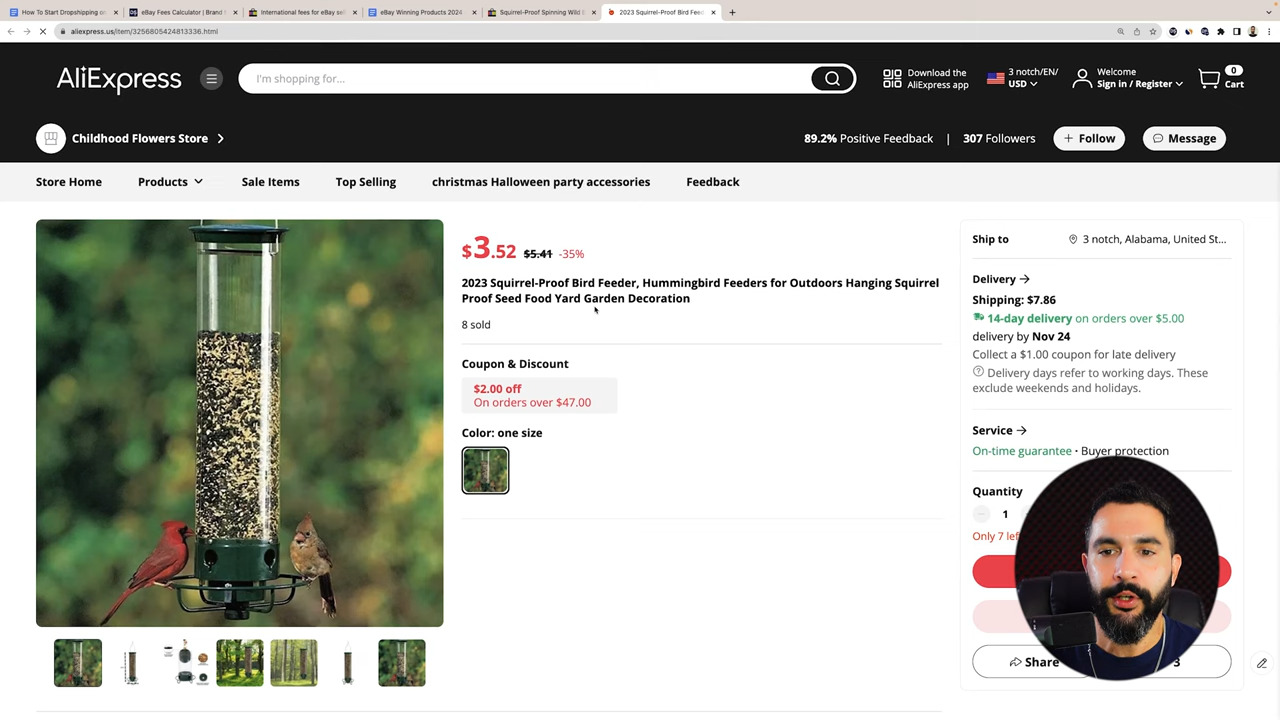 How To Start Dropshipping on
eBay Fees Calculator | Brand
International fees for eBay sel
eBay Winning Products 2024
Squirrel-Proof Spinning Wild B
2023 Squirrel-Proof Bird Feed
aliexpress.us/item/3256805424813336.html
AliExpress
I'm shopping for...
Download the
AliExpress app
3 notch/EN/
USD
Welcome
Sign in / Register
0
Cart
Childhood Flowers Store
89.2% Positive Feedback | 307 Followers
+ Follow
Message
Store Home
Products
Sale Items
Top Selling
christmas Halloween party accessories
Feedback
$3.52 $5.41 -35%
2023 Squirrel-Proof Bird Feeder, Hummingbird Feeders for Outdoors Hanging Squirrel
Proof Seed Food Yard Garden Decoration
8 sold
Coupon & Discount
$2.00 off
On orders over $47.00
Color: one size
Ship to
3 notch, Alabama, United St...
Delivery
Shipping: $7.86
14-day delivery on orders over $5.00
delivery by Nov 24
Collect a $1.00 coupon for late delivery
Delivery days refer to working days. These
exclude weekends and holidays.
Service
On-time guarantee · Buyer protection
Quantity
1
Only 7 lef
Share
3